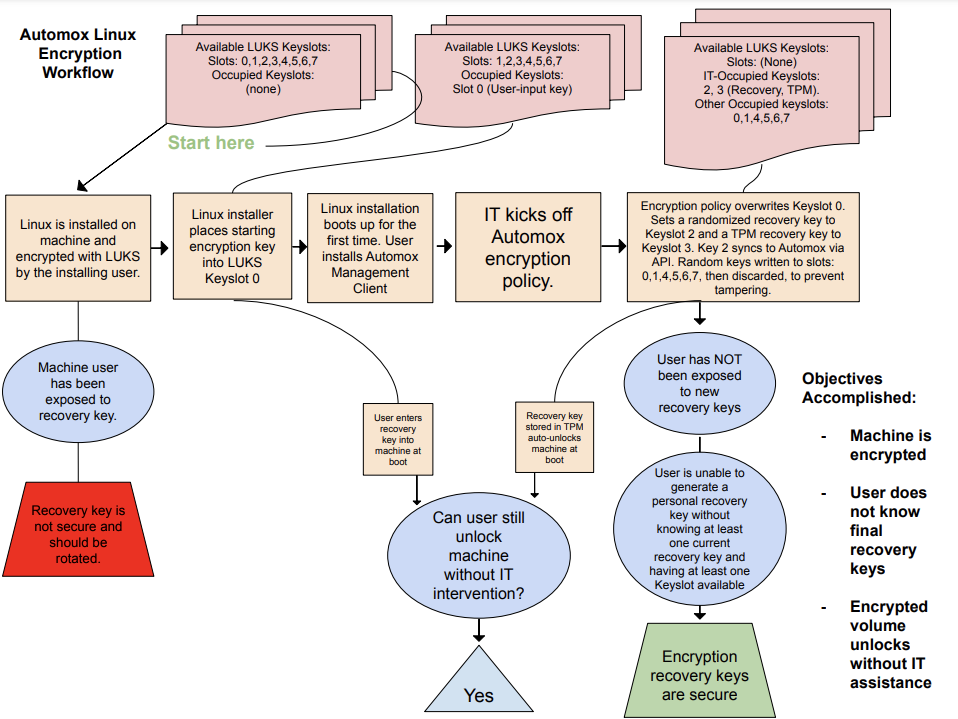 Automox Linux
Encryption
Workflow
Available LUKS Keyslots:
Slots: 0,1,2,3,4,5,6,7
Occupied Keyslots:
(none)
Available LUKS Keyslots:
Slots: 1,2,3,4,5,6,7
Occupied Keyslots:
Slot 0 (User-input key)
Available LUKS Keyslots:
Slots: (None)
IT-Occupied Keyslots:
2, 3 (Recovery, TPM).
Other Occupied keyslots:
0,1,4,5,6,7
Start here
Linux is installed on
machine and
encrypted with LUKS
by the installing user.
Linux installer
places starting
encryption key
into LUKS
Keyslot 0
Linux installation
boots up for the
first time. User
installs Automox
Management
Client
IT kicks off
Automox
encryption
policy.
Encryption policy overwrites Keyslot 0.
Sets a randomized recovery key to
Keyslot 2 and a TPM recovery key to
Keyslot 3. Key 2 syncs to Automox via
API. Random keys written to slots:
0,1,4,5,6,7, then discarded, to prevent
tampering.
Machine user
has been
exposed to
recovery key.
Recovery key is
not secure and
should be
rotated.
User enters
recovery
key into
machine at
boot
Recovery key
stored in TPM
auto-unlocks
machine at
boot
Can user still
unlock
machine
without IT
intervention?
Yes
User has NOT
been exposed
to new
recovery keys
User is unable to
generate a
personal recovery
key without
knowing at least
one current
recovery key and
having at least one
Keyslot available
Encryption
recovery keys
are secure
Objectives
Accomplished:
- Machine is
encrypted
- User does
not know
final
recovery
keys
- Encrypted
volume
unlocks
without IT
assistance